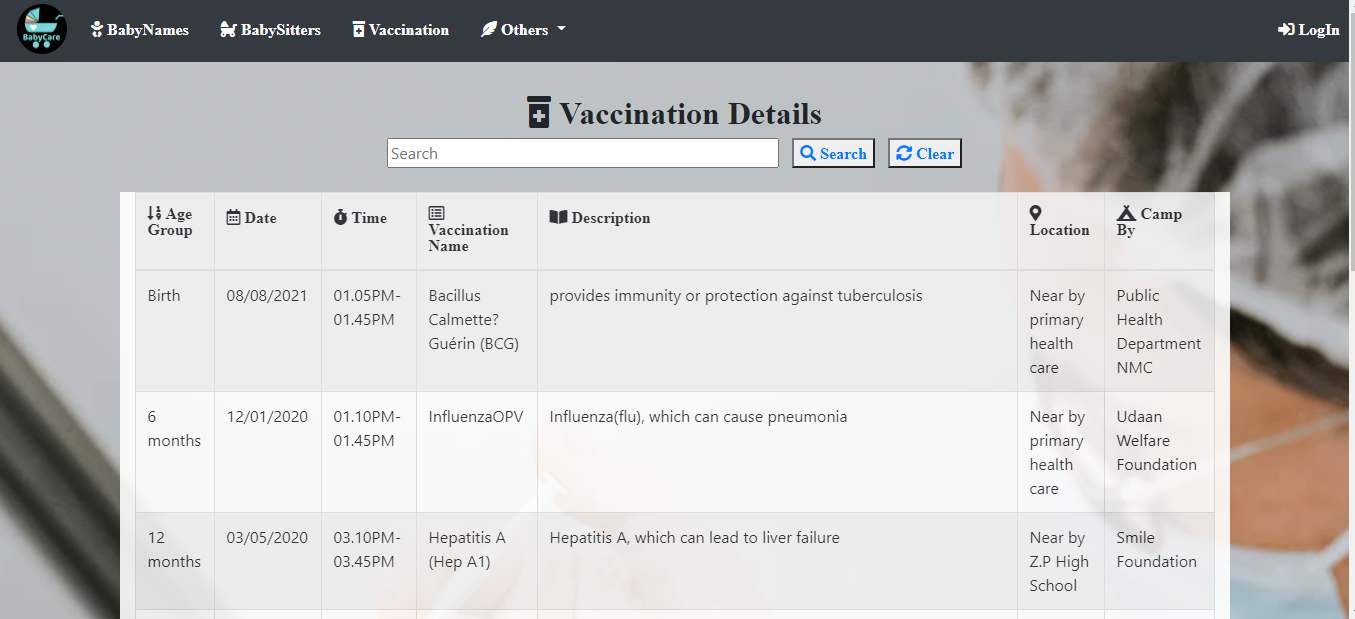 BabyCare
BabyNames
BabySitters
Vaccination
Others
LogIn
Vaccination Details
Search
Search
Clear
Age
Group
Date
Time
Vaccination
Name
Description
Location
Camp
By
Birth
08/08/2021
01.05PM-
01.45PM
Bacillus
Calmette?
Guérin (BCG)
provides immunity or protection against tuberculosis
Near by
primary
health
care
Public
Health
Department
NMC
6
months
12/01/2020
01.10PM-
01.45PM
InfluenzaOPV
Influenza(flu), which can cause pneumonia
Near by
primary
health
care
Udaan
Welfare
Foundation
12
months
03/05/2020
03.10PM-
03.45PM
Hepatitis A
(Hep A1)
Hepatitis A, which can lead to liver failure
Near by
Z.P High
School
Smile
Foundation